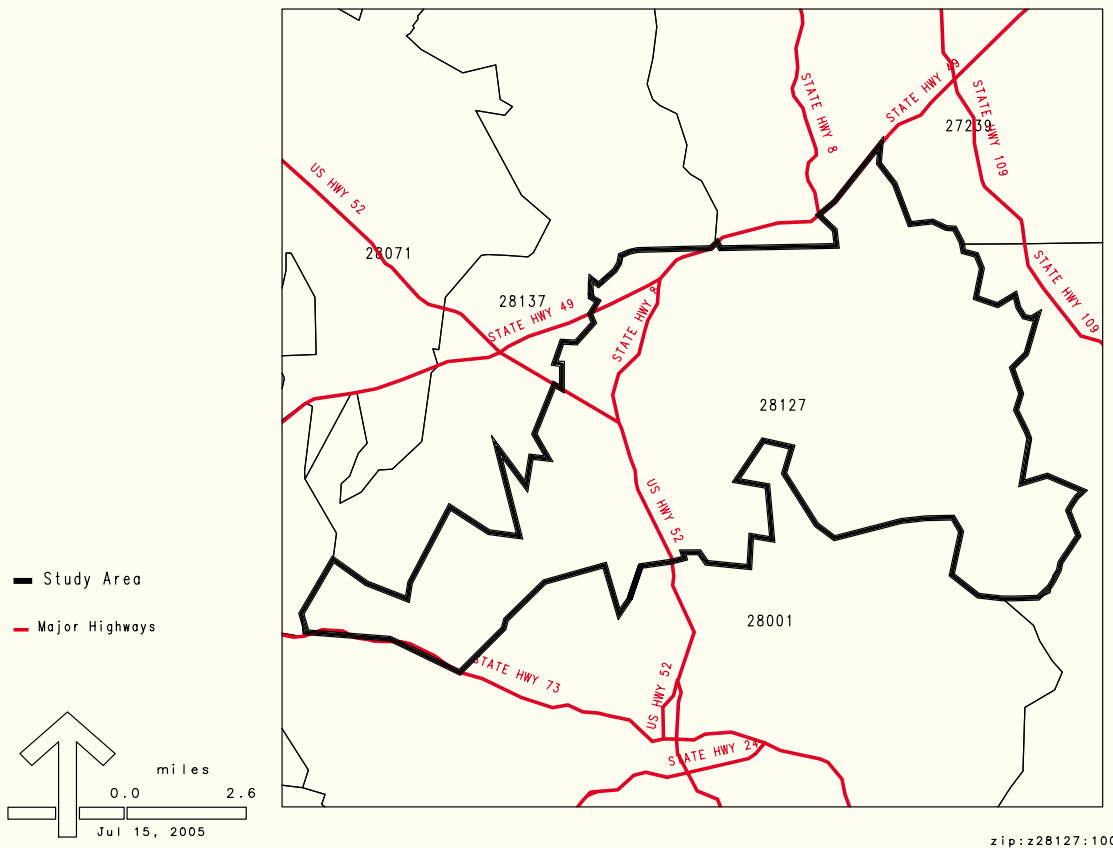 STATE HWY 49
STATE HWY 8
27239
STATE HWY 109
US HWY 52
28071
28137
STATE HWY 49
STATE HWY 8
STATE HWY 109
28127
US HWY 52
Study Area
Major Highways
28001
STATE HWY 73
US HWY 52
STATE HWY 24
miles
0.0 2.6
Jul 15, 2005
zip:z28127:100